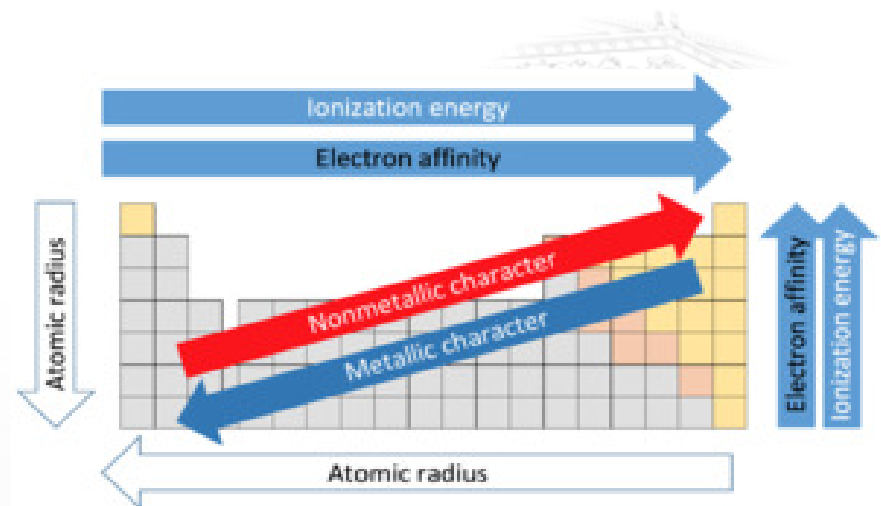 Ionization energy
Electron affinity
Atomic radius
Nonmetallic character
Metallic character
Electron affinity
Ionization energy
Atomic radius